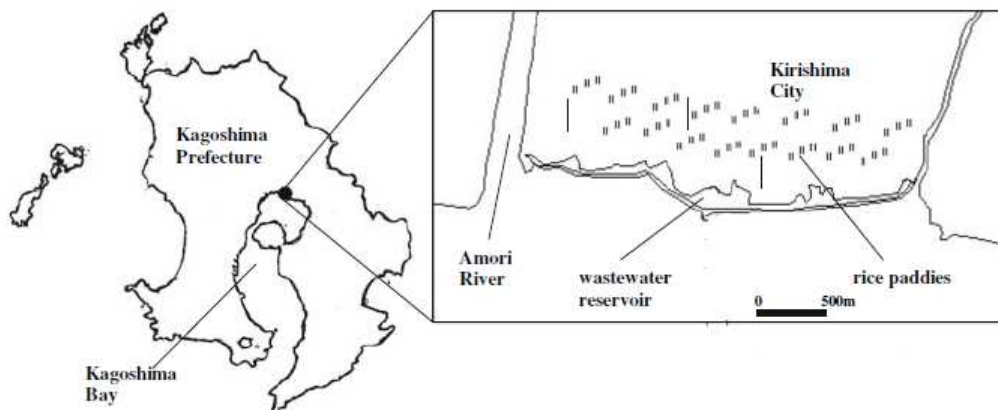 Kagoshima
Prefecture
Kagoshima
Bay
Kirishima
City
Amori
River
wastewater
reservoir
rice paddies
0 500m